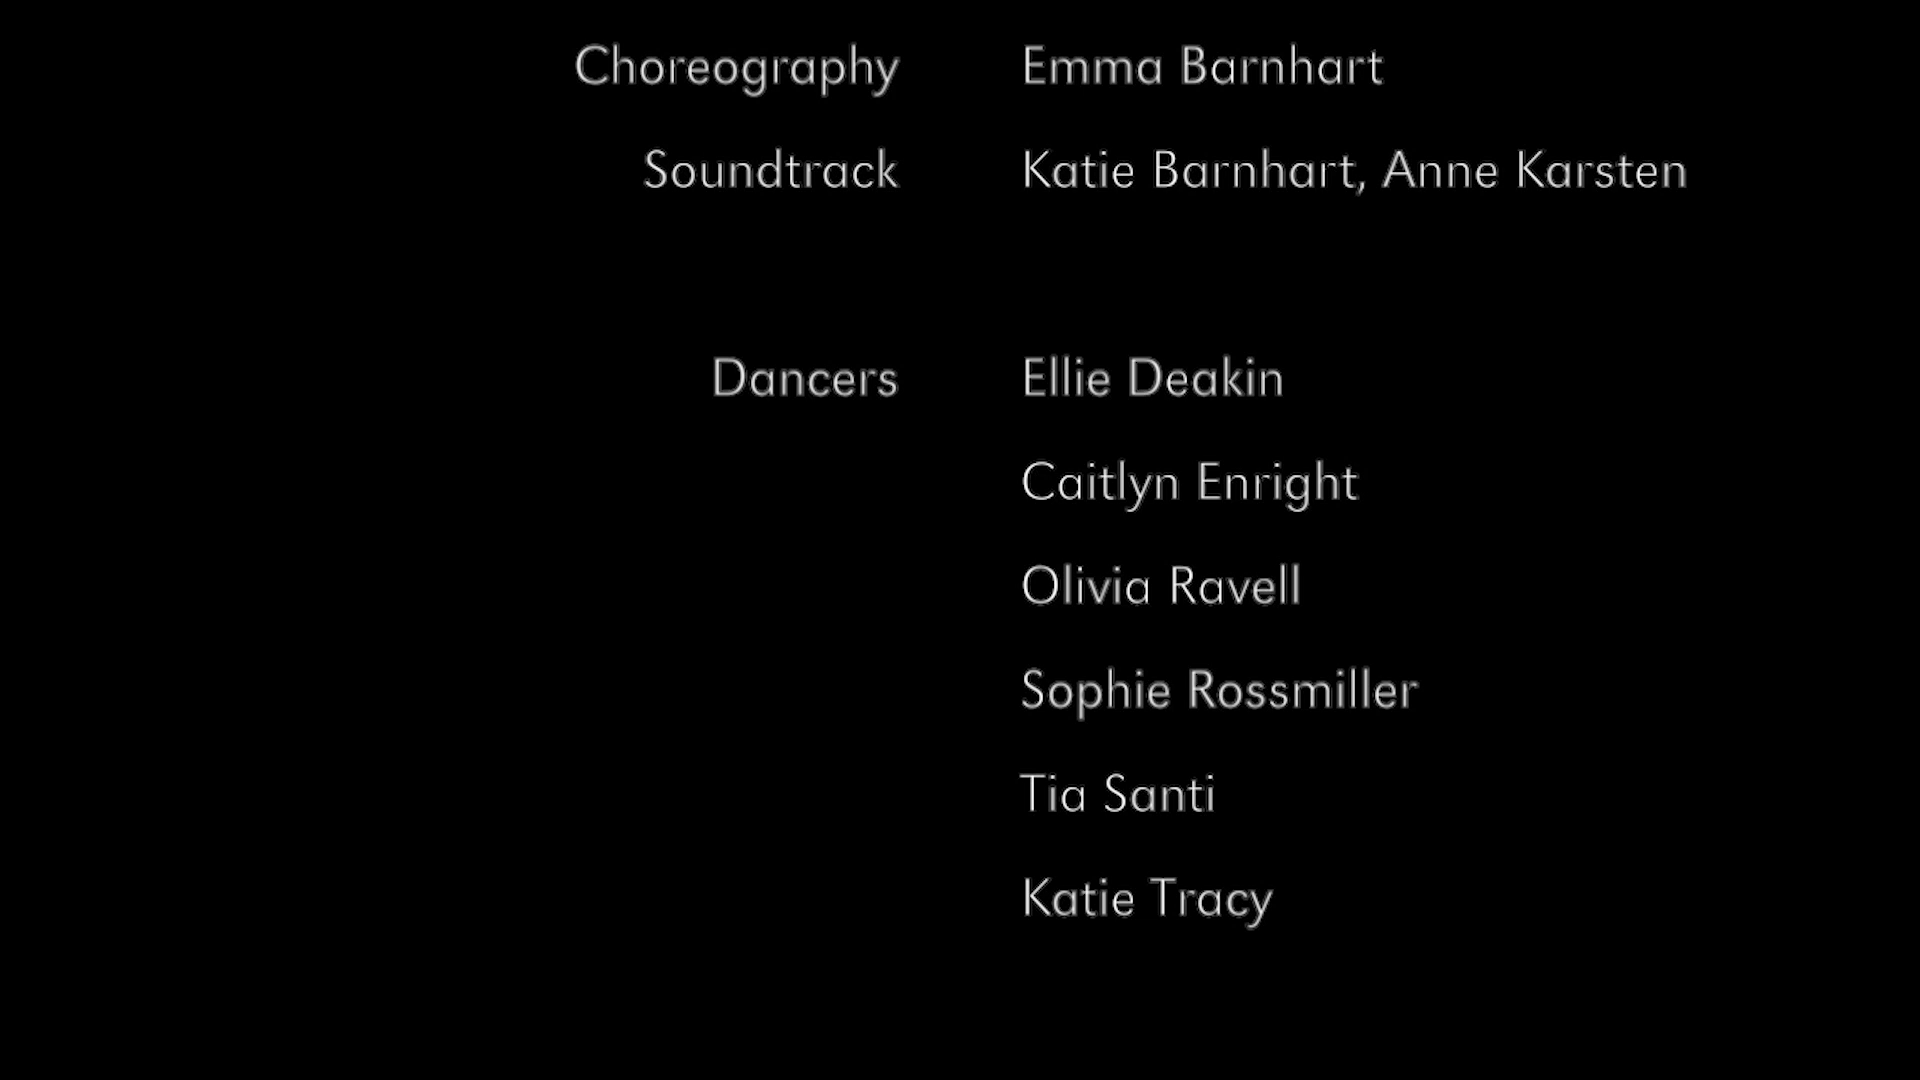 Choreography Emma Barnhart
Soundtrack Katie Barnhart, Anne Karsten
Dancers Ellie Deakin
Caitlyn Enright
Olivia Ravell
Sophie Rossmiller
Tia Santi
Katie Tracy